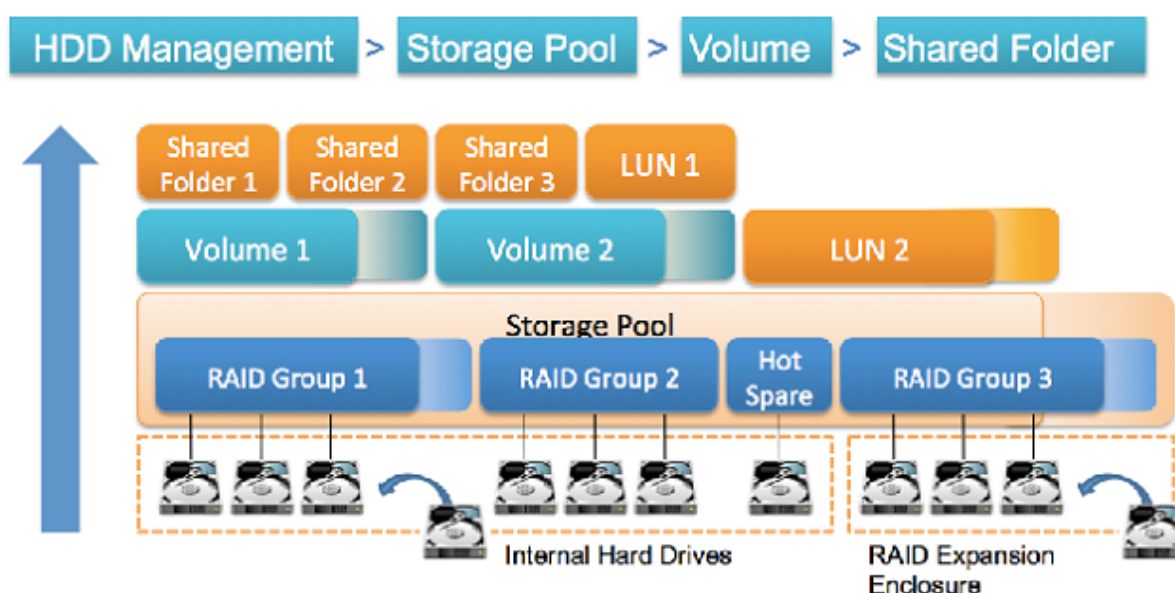 HDD Management > Storage Pool > Volume > Shared Folder
Shared
Folder 1
Shared
Folder 2
Shared
Folder 3
LUN 1
Volume 1
Volume 2
LUN 2
Storage Pool
RAID Group 1
RAID Group 2
Hot
Spare
RAID Group 3
Internal Hard Drives
RAID Expansion
Enclosure